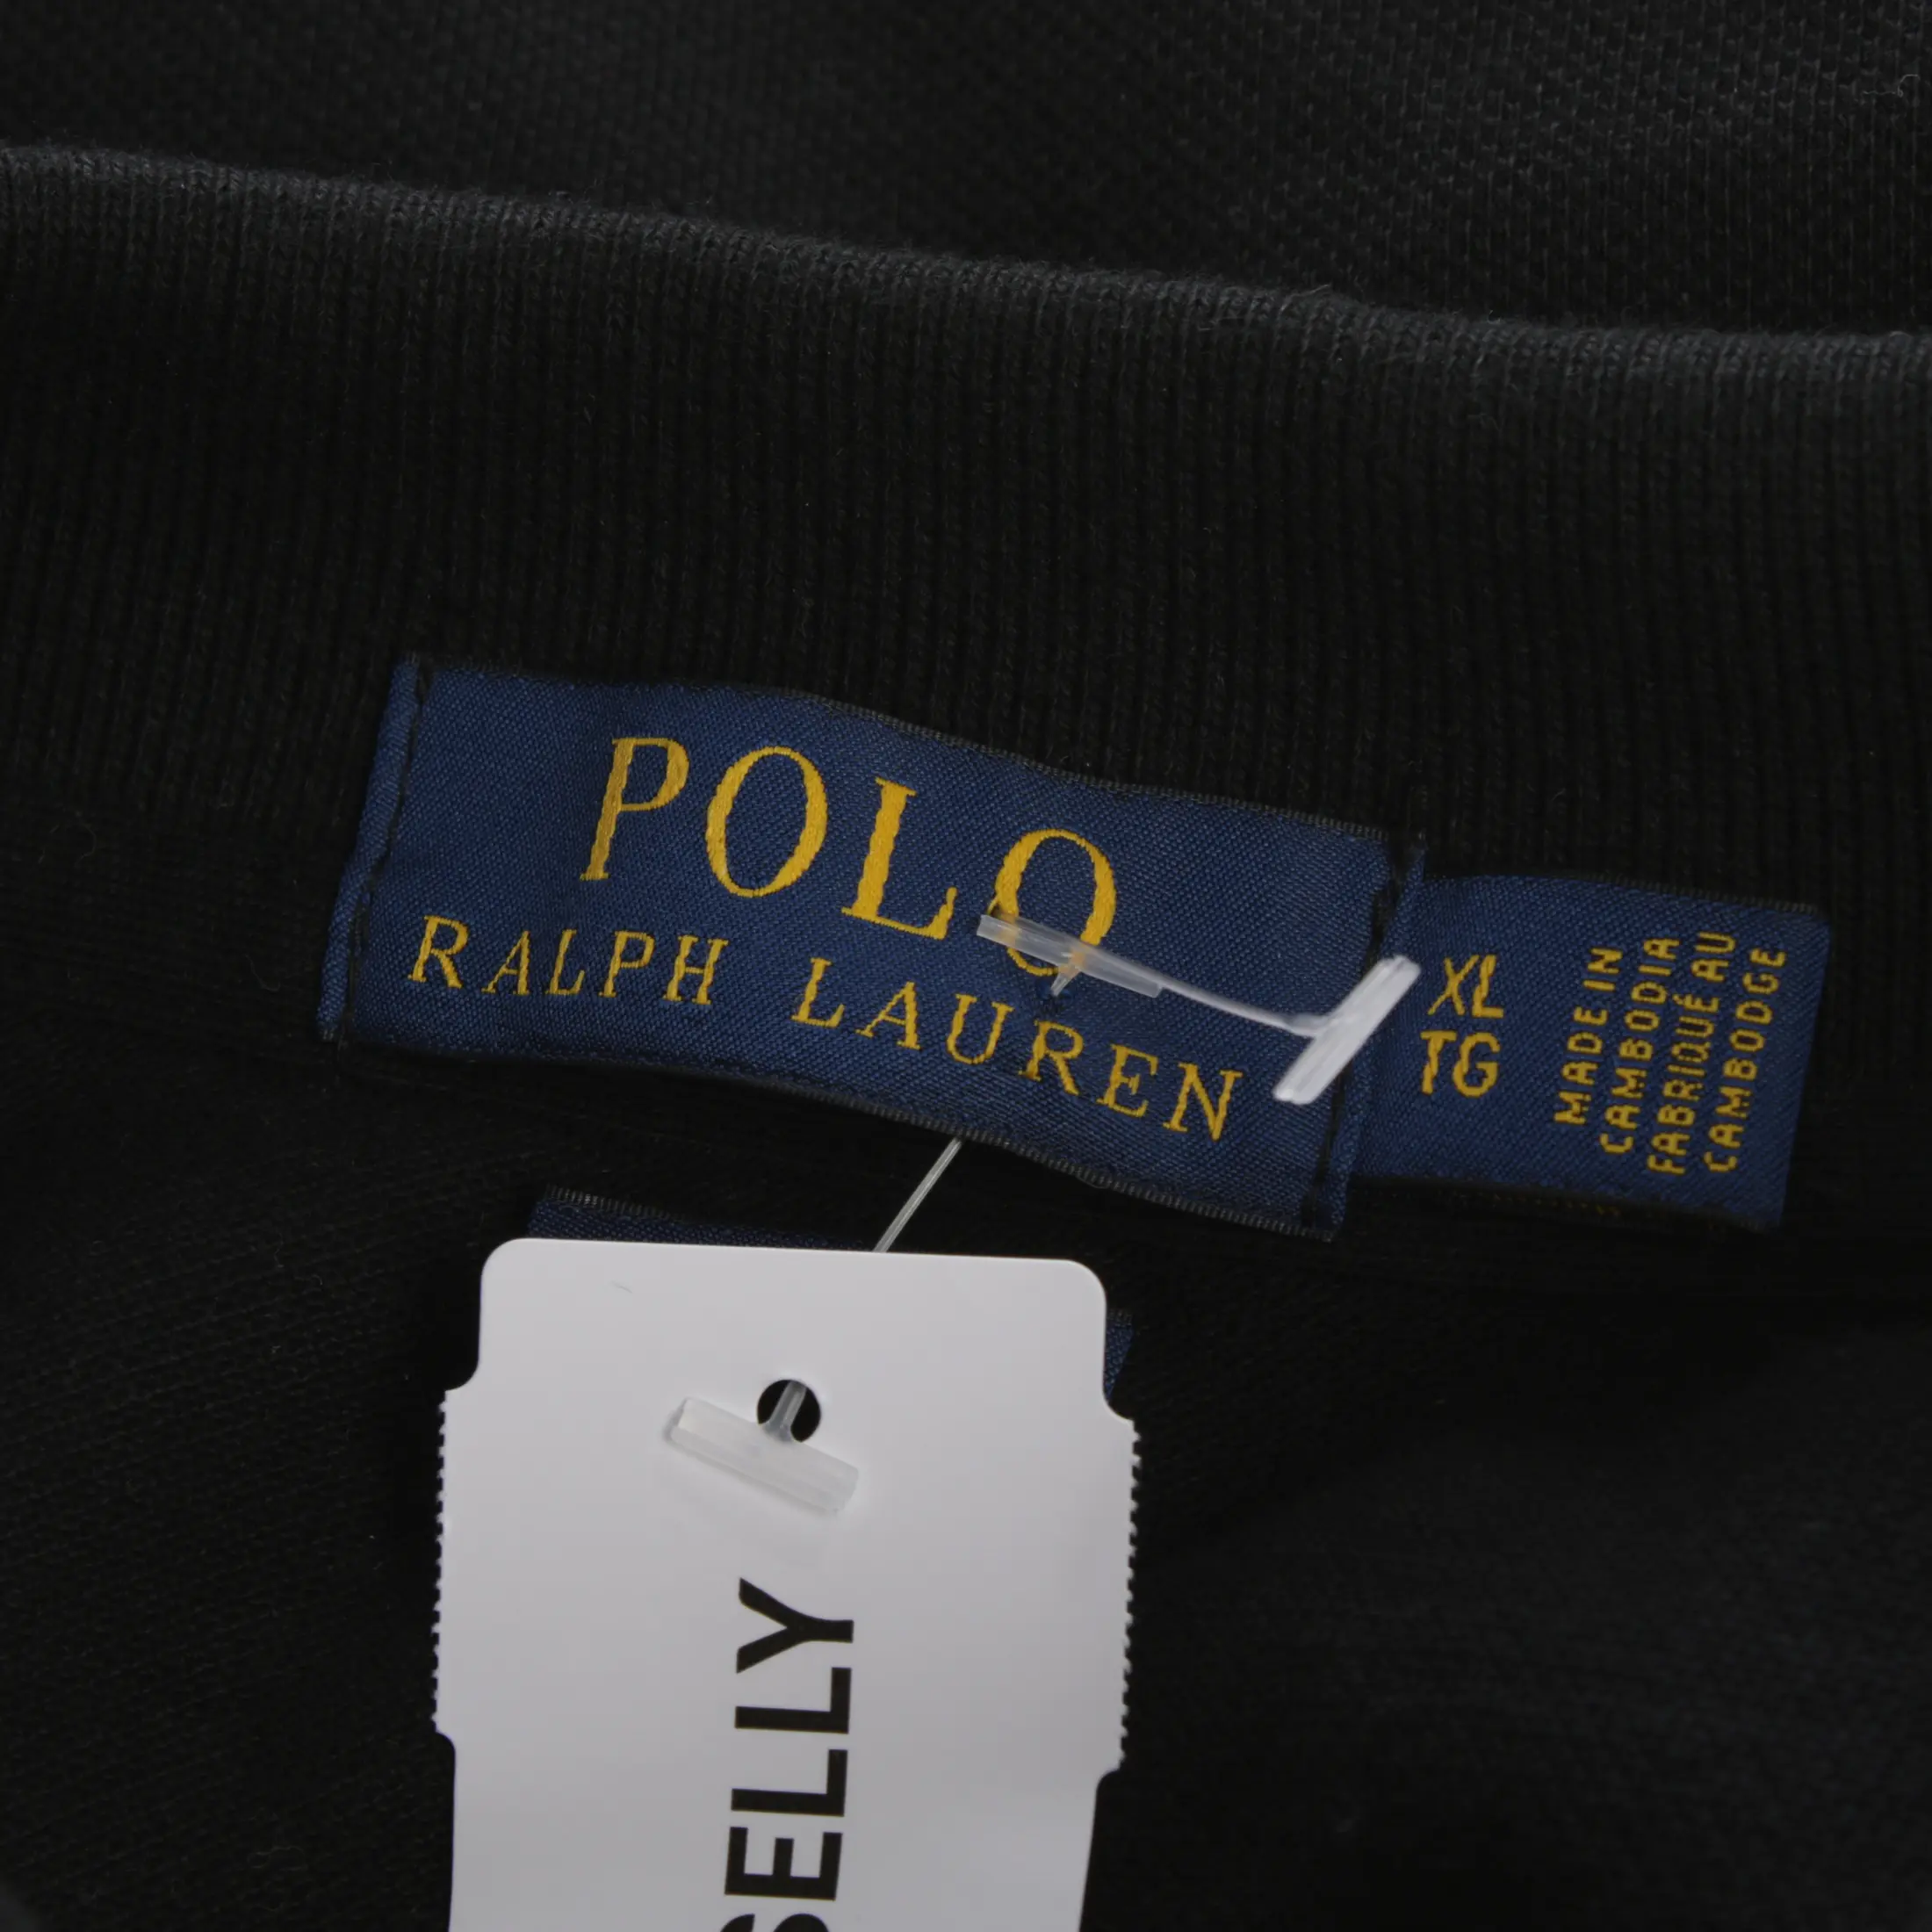 POLO
RALPH LAUREN
XL
TG
MADE IN
CAMBODIA
FABRIQUÉ AU
CAMBODGE
SELLY